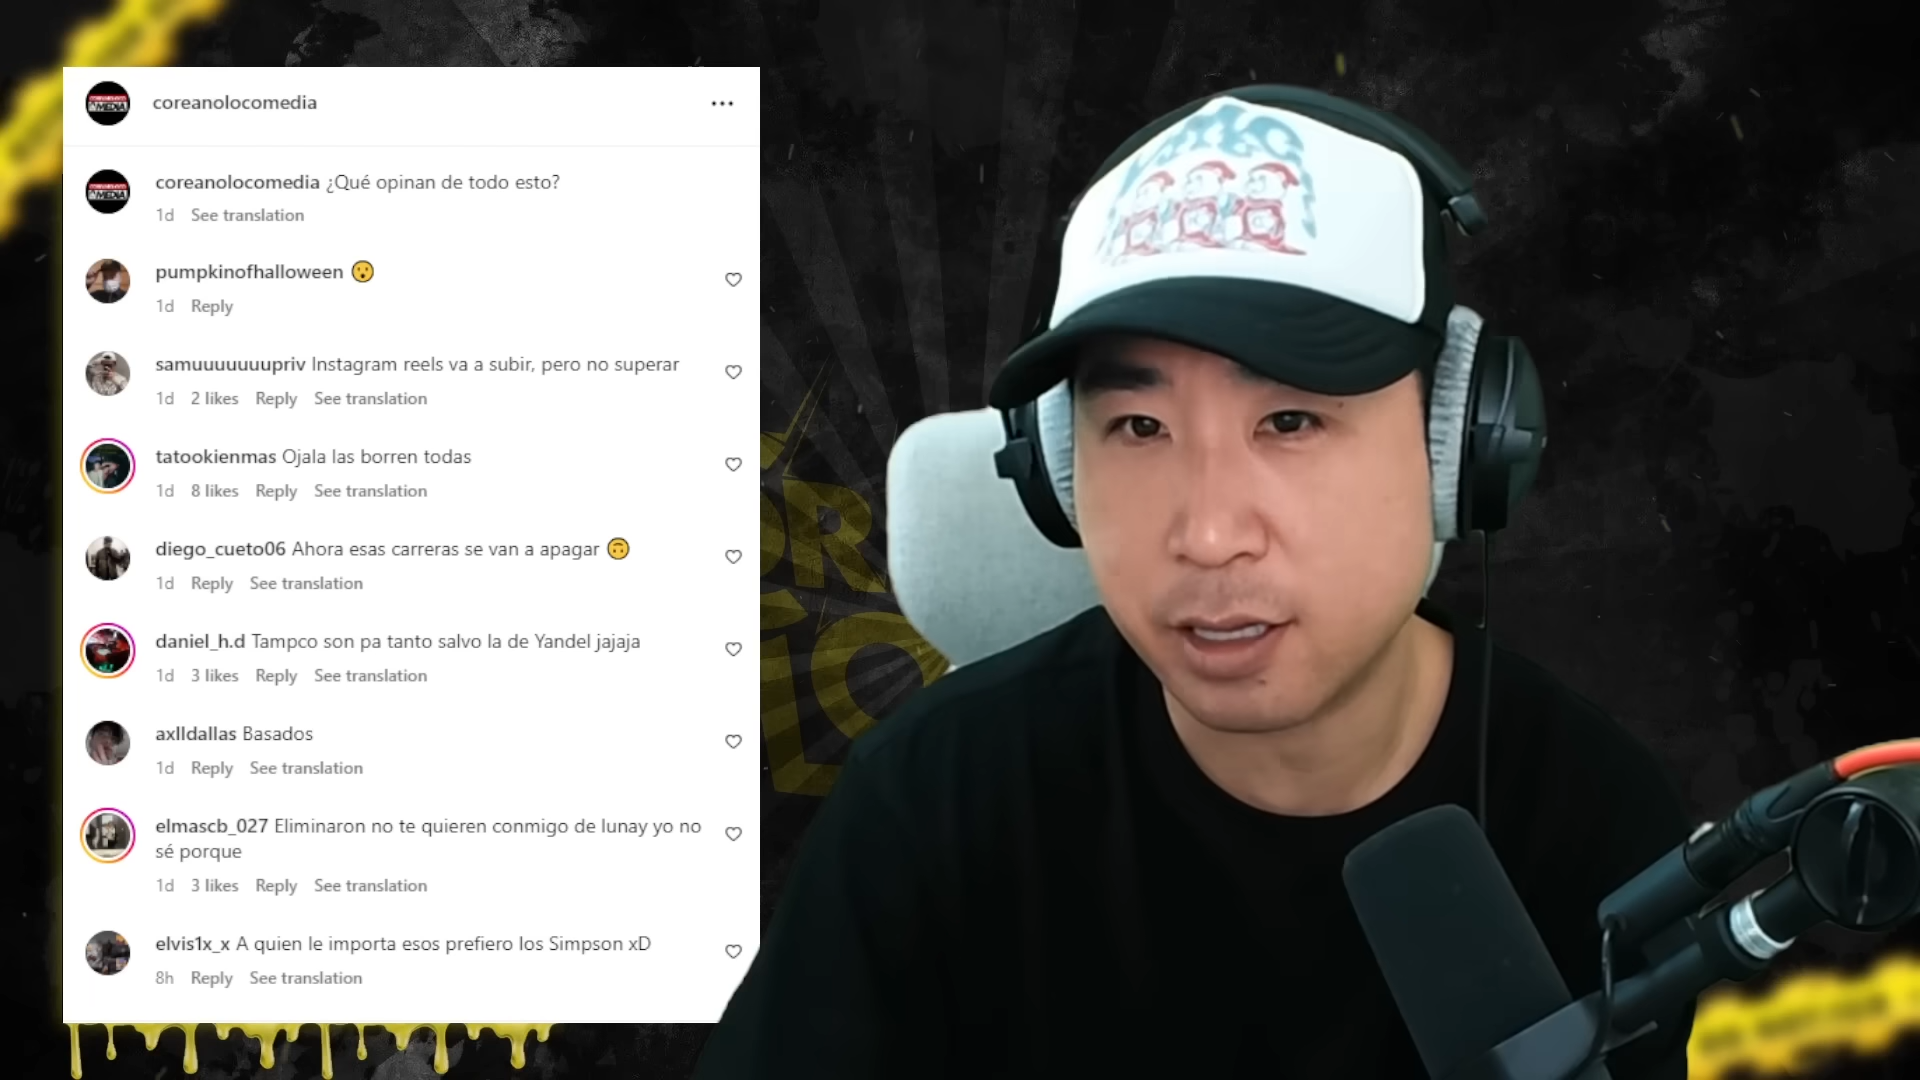 coreanolocomedia
coreanolocomedia ¿Qué opinan de todo esto?
1d See translation
pumpkinofhalloween 😯
1d Reply
samuuuuuuupriv Instagram reels va a subir, pero no superar
1d 2 likes Reply See translation
tatookienmas Ojala las borren todas
1d 8 likes Reply See translation
diego_cueto06 Ahora esas carreras se van a apagar 🙃
1d Reply See translation
daniel_h.d Tampco son pa tanto salvo la de Yandel jajaja
1d 3 likes Reply See translation
axlldallas Basados
1d Reply See translation
elmascb_027 Eliminaron no te quieren conmigo de lunay yo no
sé porque
1d 3 likes Reply See translation
elvis1x_x A quien le importa esos prefiero los Simpson xD
8h Reply See translation
MEDIA
MEDIA